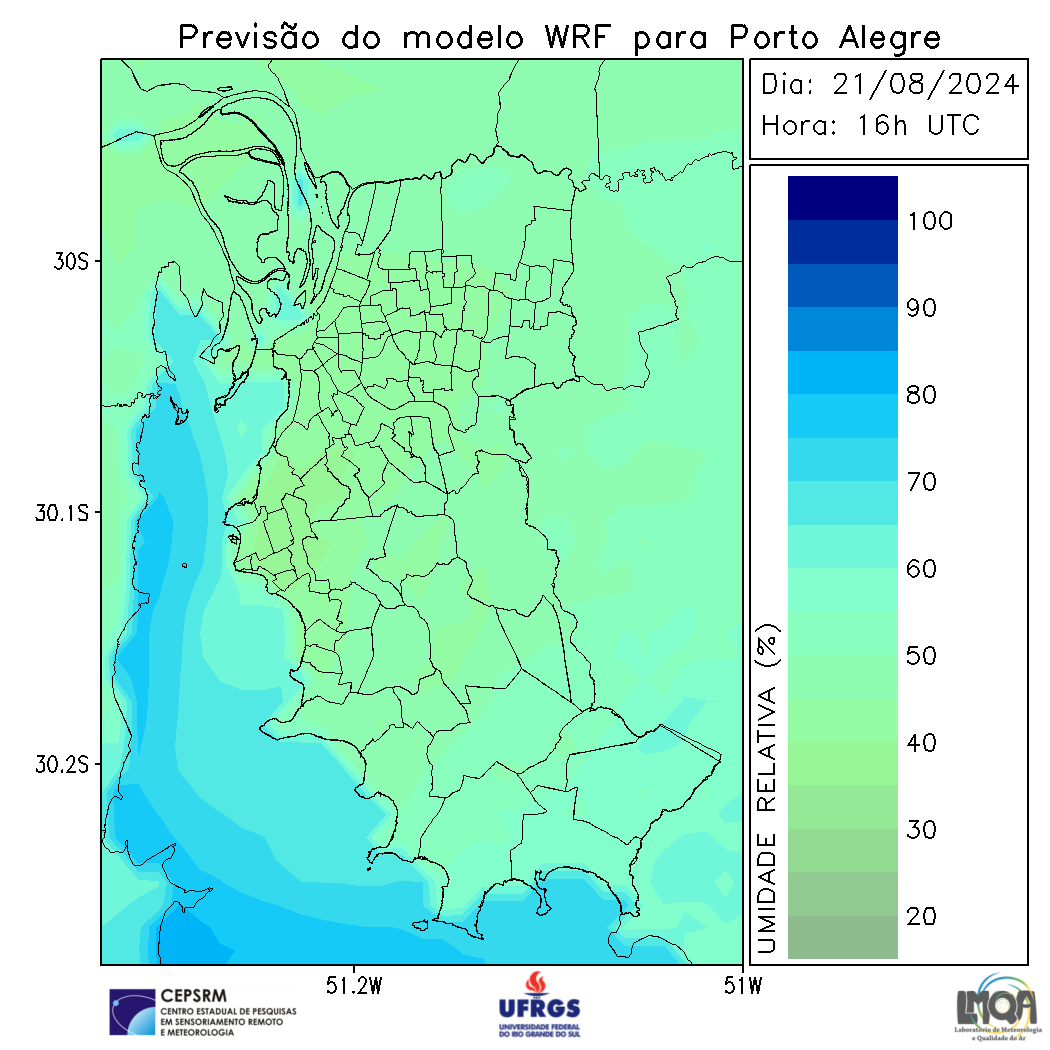 Previsão do modelo WRF para Porto Alegre
Dia: 21/08/2024
Hora: 16h UTC
30S
30.1S
30.2S
51.2W
51W
UMIDADE RELATIVA (%)
100
90
80
70
60
50
40
30
20
CEPSRM
CENTRO ESTADUAL DE PESQUISAS
EM SENSORIAMENTO REMOTO
E METEOROLOGIA
UFRGS
UNIVERSIDADE FEDERAL
DO RIO GRANDE DO SUL
LMQA
Laboratório de Meteorologia
e Qualidade do Ar